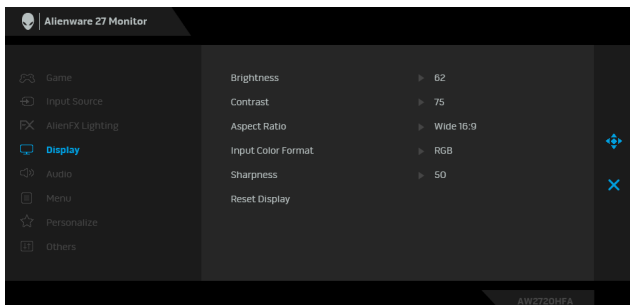 Alienware 27 Monitor
Game
Input Source
AlienFX Lighting
Display
Audio
Menu
Personalize
Others
Brightness 62
Contrast 75
Aspect Ratio Wide 16:9
Input Color Format RGB
Sharpness 50
Reset Display
AW2720HFA